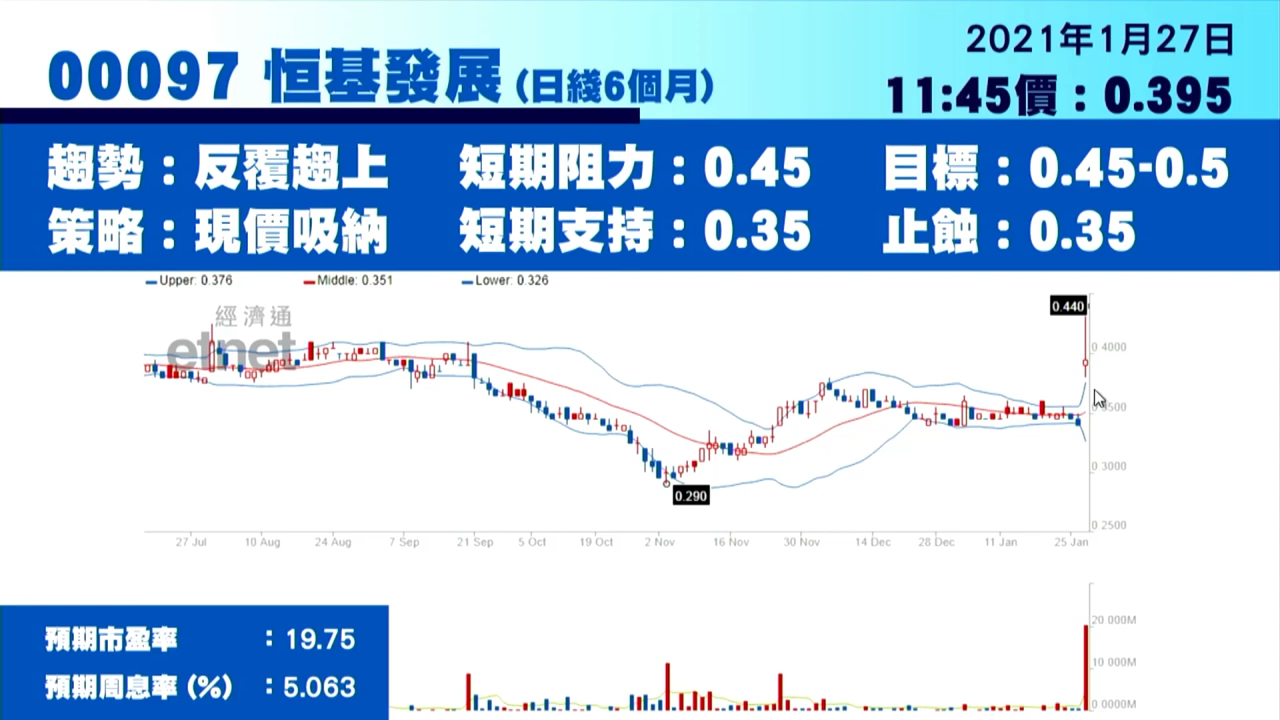 00097 恒基發展 (日綫6個月)
2021年1月27日
11:45價：0.395
趨勢：反覆趨上
短期阻力：0.45
目標：0.45-0.5
策略：現價吸納
短期支持：0.35
止蝕：0.35
Upper: 0.376 Middle: 0.351 Lower: 0.326
經濟通
etnet
0.440
0.4000
0.3500
0.3000
0.2500
0.290
27 Jul 10 Aug 24 Aug 7 Sep 21 Sep 5 Oct 19 Oct 2 Nov 16 Nov 30 Nov 14 Dec 28 Dec 11 Jan 25 Jan
20 000M
10 000M
0 0000M
預期市盈率 ：19.75
預期周息率 (%) ：5.063